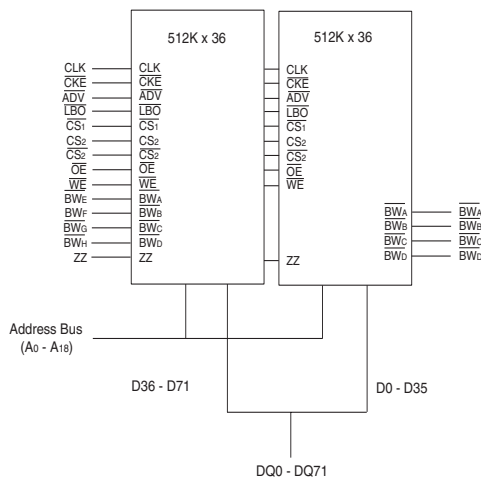 512K x 36
512K x 36
CLK CLK CLK
CKE CKE CKE
ADV ADV ADV
LBO LBO LBO
CS1 CS1 CS1
CS2 CS2 CS2
CS2 CS2 CS2
OE OE OE
WE WE WE
BWE BWA
BWF BWB
BWG BWC
BWH BWD
ZZ ZZ ZZ
BWA BWA
BWB BWB
BWC BWC
BWD BWD
Address Bus
(A0 - A18)
D36 - D71
D0 - D35
DQ0 - DQ71